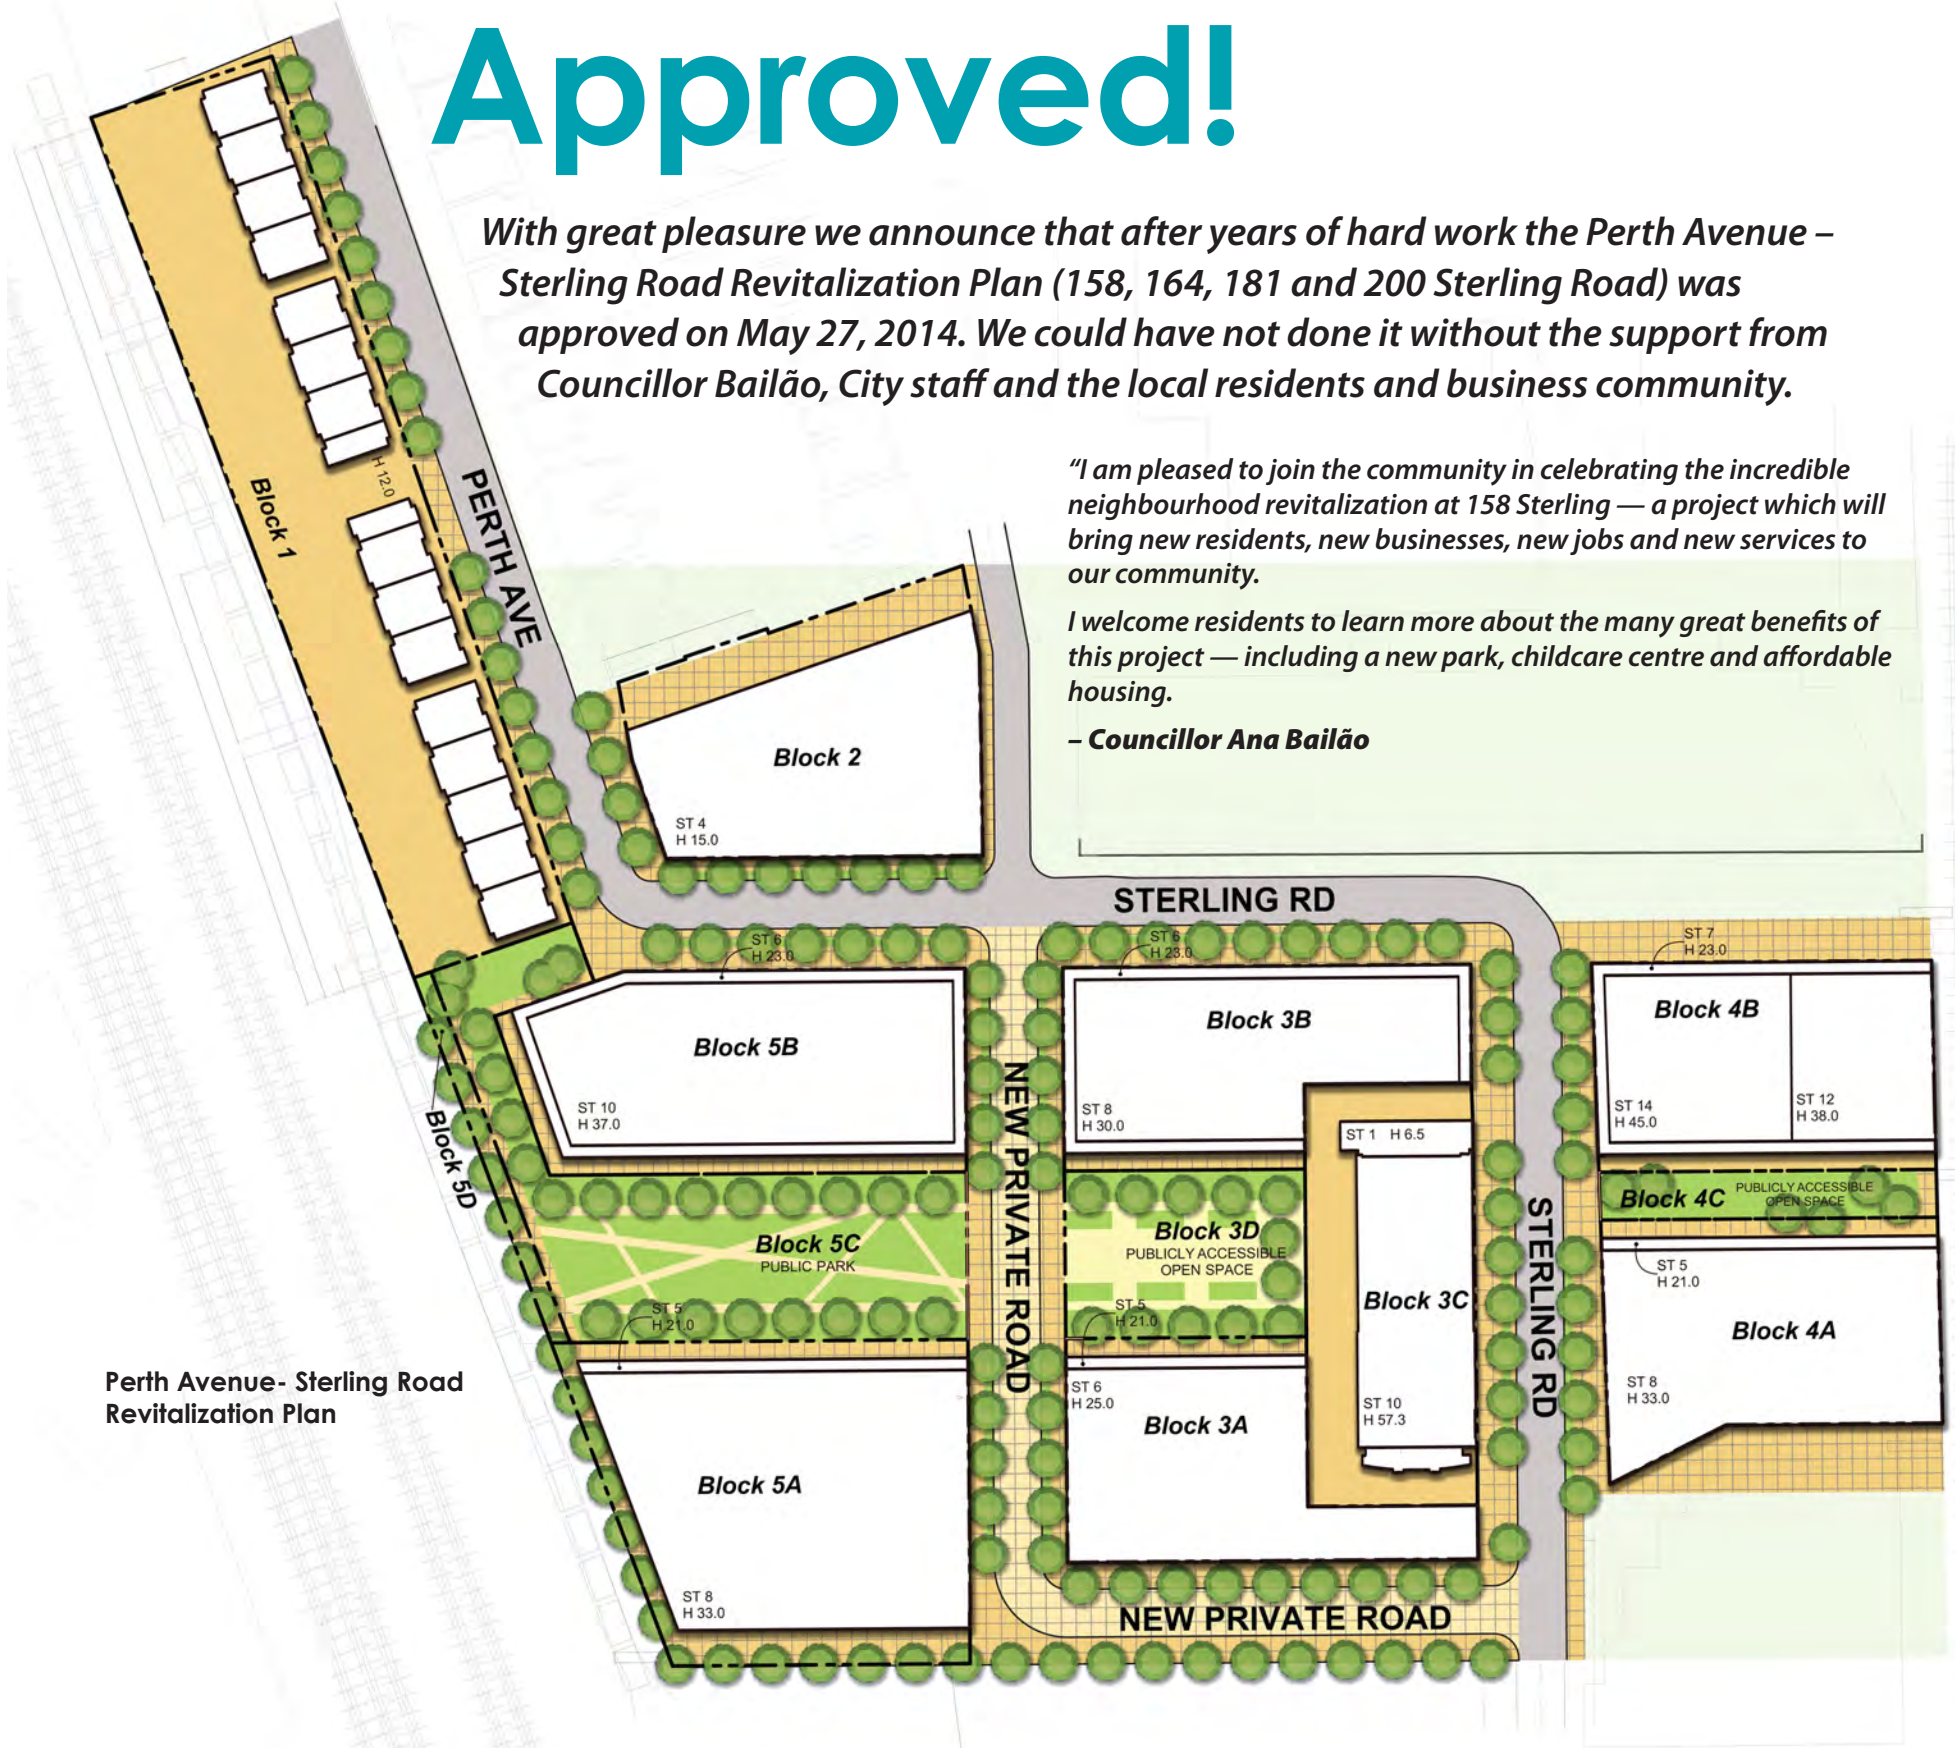 Approved!
With great pleasure we announce that after years of hard work the Perth Avenue –
Sterling Road Revitalization Plan (158, 164, 181 and 200 Sterling Road) was
approved on May 27, 2014. We could have not done it without the support from
Councillor Bailão, City staff and the local residents and business community.
“I am pleased to join the community in celebrating the incredible
neighbourhood revitalization at 158 Sterling — a project which will
bring new residents, new businesses, new jobs and new services to
our community.
I welcome residents to learn more about the many great benefits of
this project — including a new park, childcare centre and affordable
housing.
– Councillor Ana Bailão
Block 1
H 12.0
PERTH AVE
Block 2
ST 4
H 15.0
STERLING RD
ST 6
H 23.0
Block 5B
ST 10
H 37.0
ST 6
H 23.0
Block 3B
ST 8
H 30.0
ST 7
H 23.0
Block 4B
ST 14
H 45.0
ST 12
H 38.0
Block 5D
NEW PRIVATE ROAD
ST 1 H 6.5
STERLING RD
Block 4C
PUBLICLY ACCESSIBLE
OPEN SPACE
Block 5C
PUBLIC PARK
Block 3D
PUBLICLY ACCESSIBLE
OPEN SPACE
Block 3C
ST 10
H 57.3
ST 5
H 21.0
Block 4A
ST 8
H 33.0
ST 5
H 21.0
Block 5A
ST 8
H 33.0
ST 5
H 21.0
ST 6
H 25.0
Block 3A
NEW PRIVATE ROAD
Perth Avenue- Sterling Road
Revitalization Plan